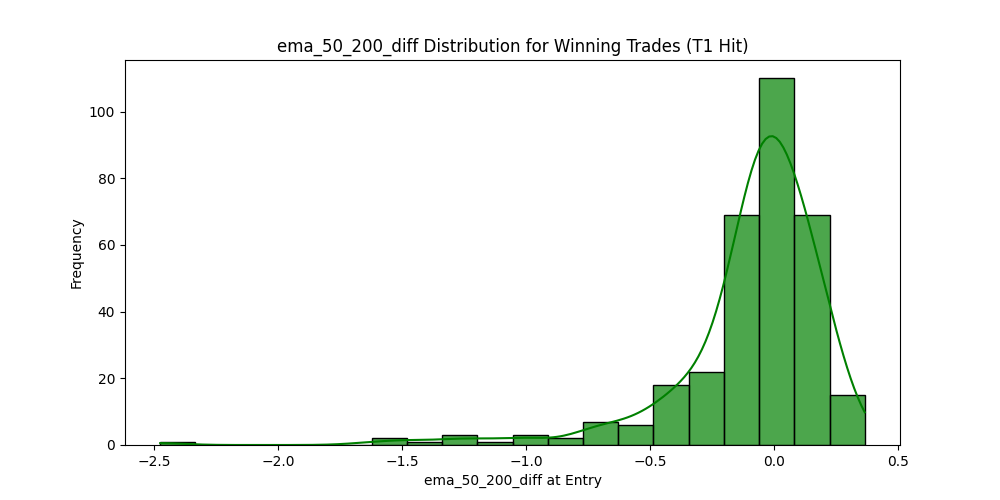 ema_50_200_diff Distribution for Winning Trades (T1 Hit)
Frequency
100
80
60
40
20
0
−2.5 −2.0 −1.5 −1.0 −0.5 0.0 0.5
ema_50_200_diff at Entry